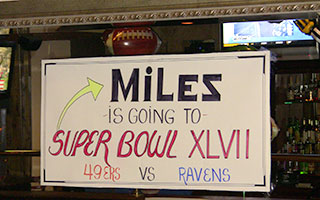 MiLES
-IS GOING TO-
SUPER BOWL XLVII
49ERS VS RAVENS